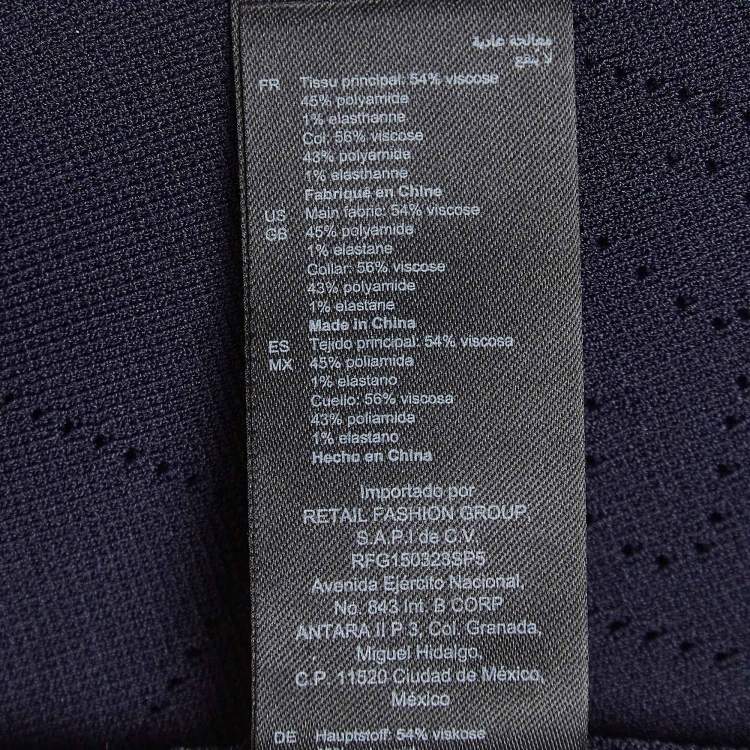 معالجة عادية
لا ينقع
FR Tissu principal: 54% viscose
45% polyamide
1% elasthanne
Col: 56% viscose
43% polyamide
1% elasthanne
Fabriqué en Chine
US Main fabric: 54% viscose
GB 45% polyamide
1% elastane
Collar: 56% viscose
43% polyamide
1% elastane
Made in China
ES Tejido principal: 54% viscosa
MX 45% poliamida
1% elastano
Cuello: 56% viscosa
43% poliamida
1% elastano
Hecho en China
Importado por
RETAIL FASHION GROUP,
S.A.P.I de C.V.
RFG150323SP5
Avenida Ejército Nacional,
No. 843 Int. B CORP
ANTARA II P 3, Col. Granada,
Miguel Hidalgo,
C.P. 11520 Ciudad de México,
México
DE Hauptstoff: 54% viskose